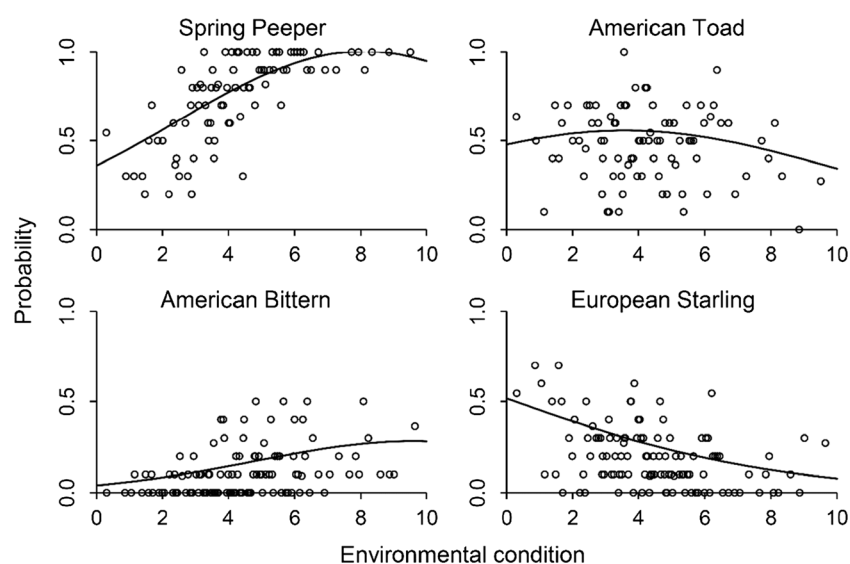 Spring Peeper
American Toad
1.0
0.5
0.0
0 2 4 6 8 10
1.0
0.5
0.0
0 2 4 6 8 10
Probability
American Bittern
European Starling
1.0
0.5
0.0
0 2 4 6 8 10
1.0
0.5
0.0
0 2 4 6 8 10
Environmental condition